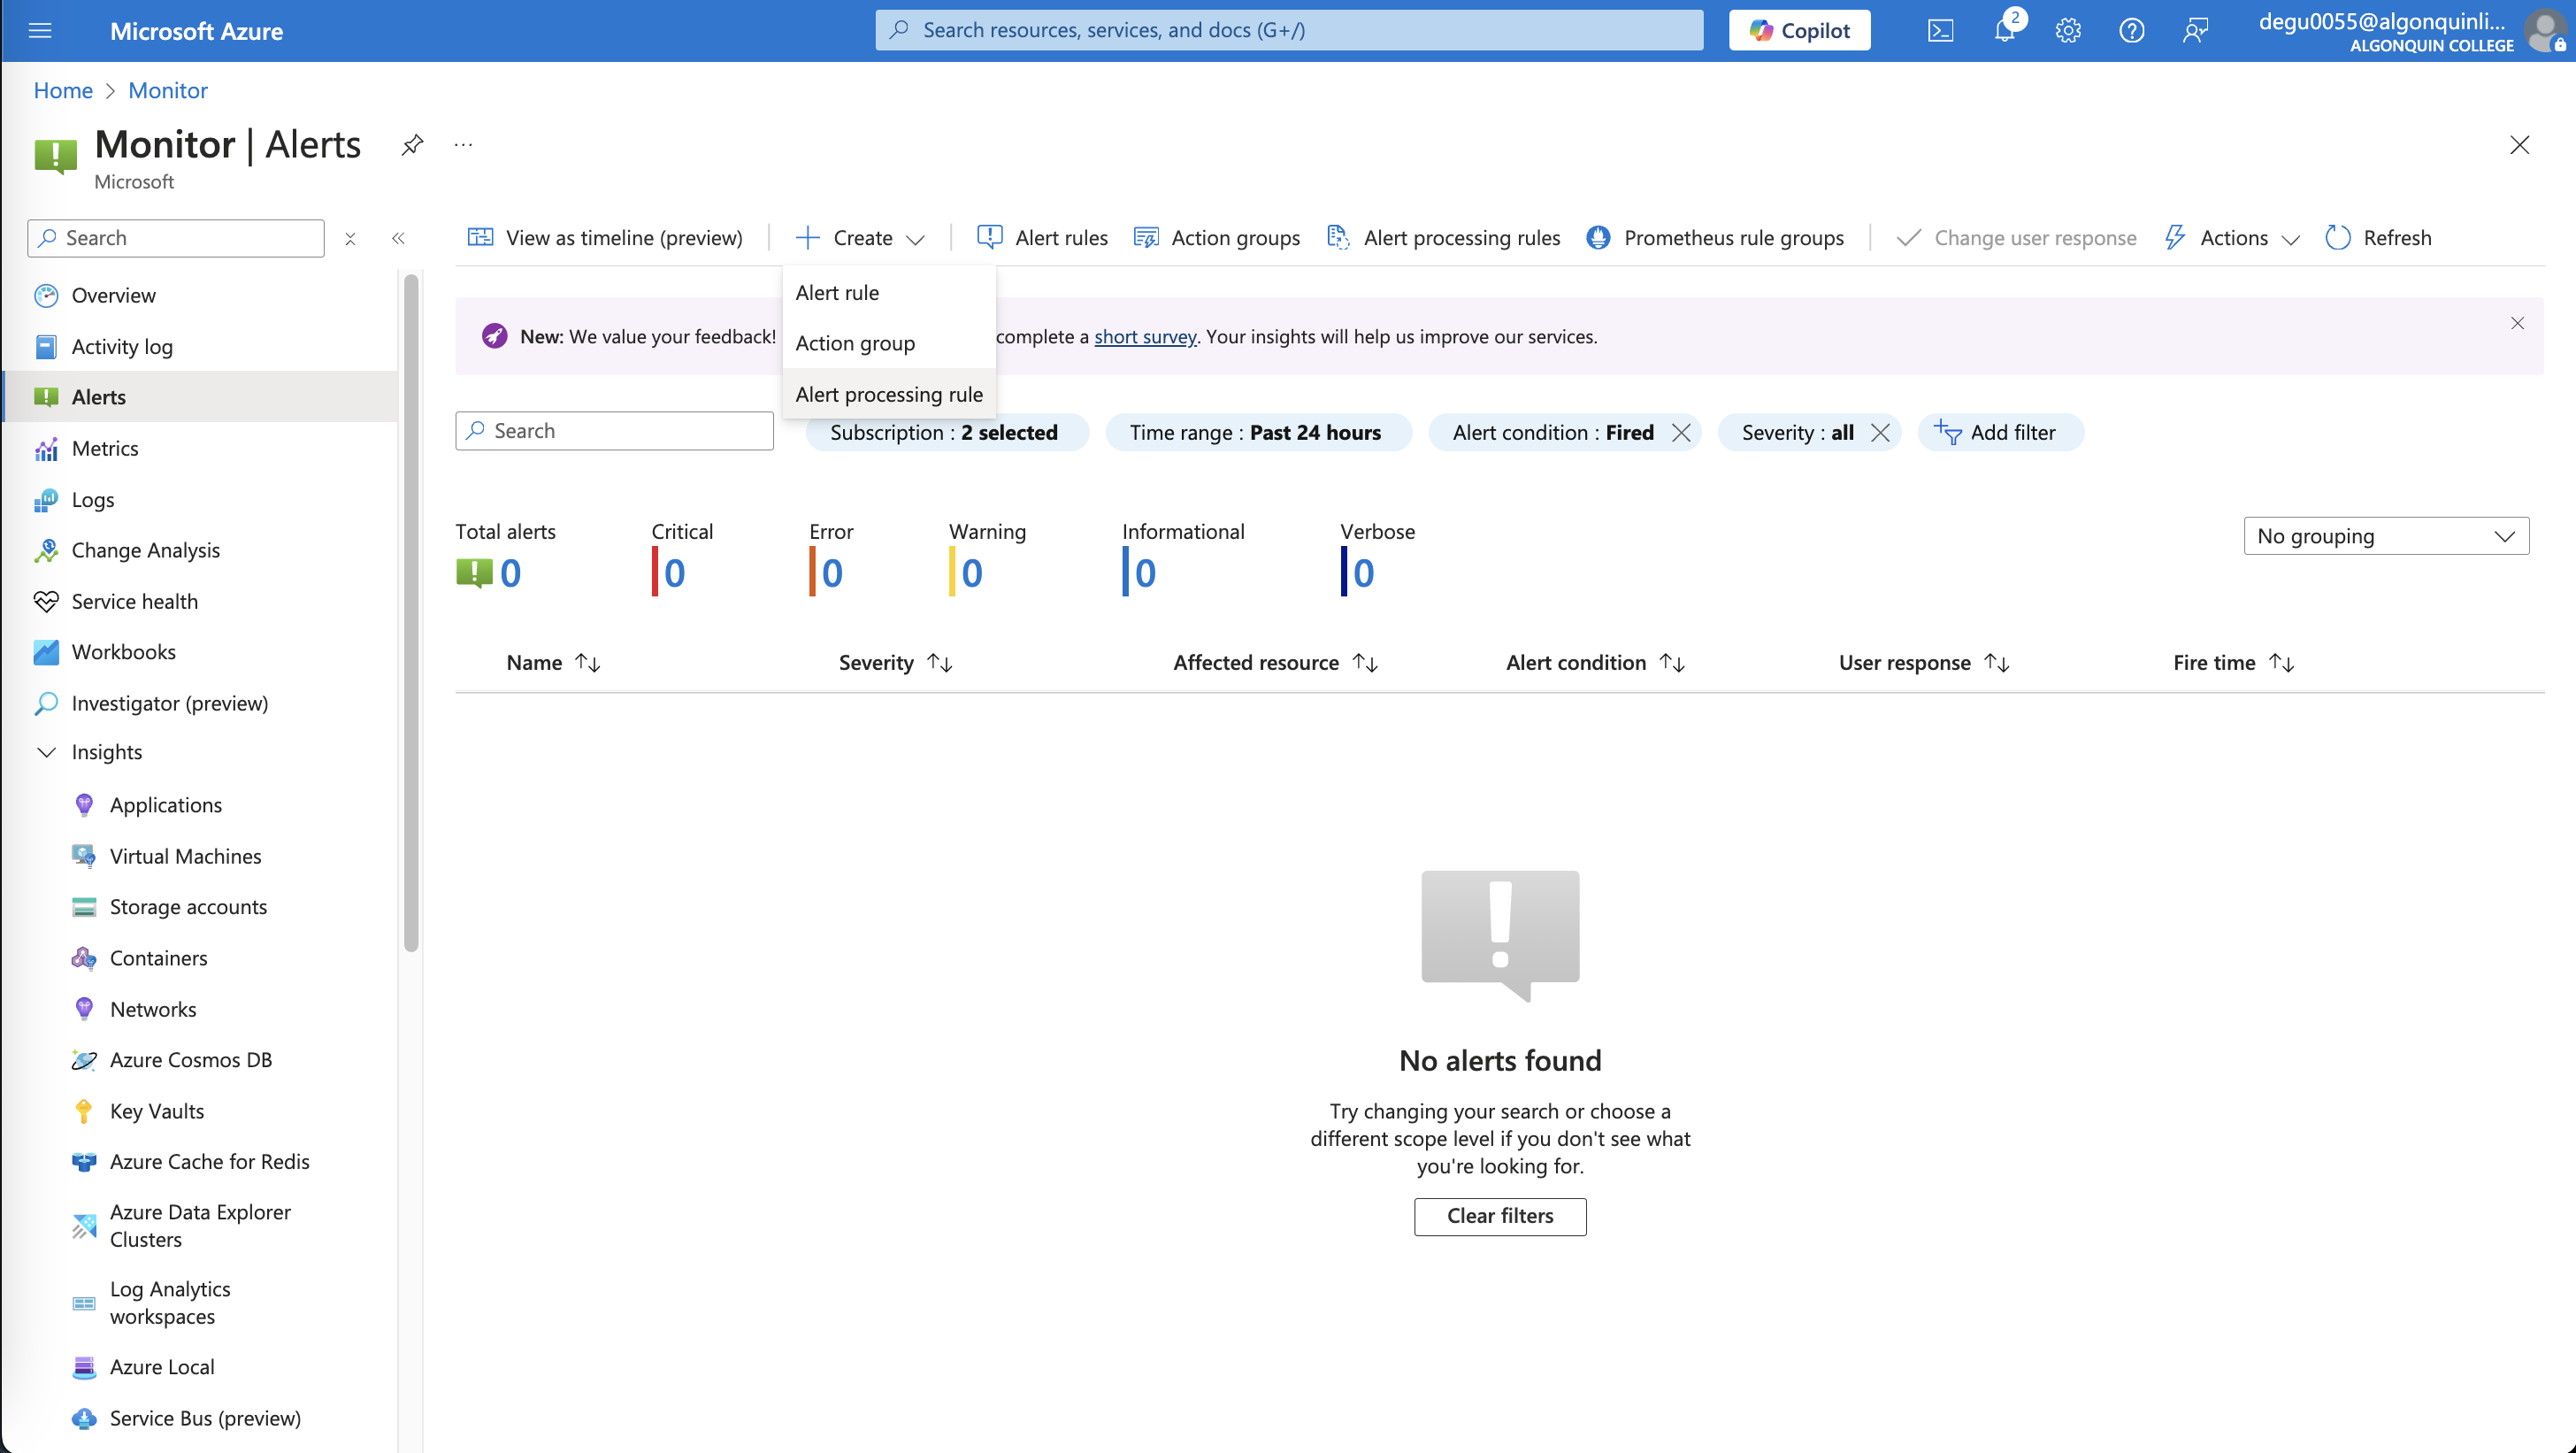 Microsoft Azure
Search resources, services, and docs (G+/)
Copilot
2
degu0055@algonquinli...
ALGONQUIN COLLEGE
Home > Monitor
Monitor | Alerts
...
Microsoft
Search
View as timeline (preview)
Create
Alert rules
Action groups
Alert processing rules
Prometheus rule groups
Change user response
Actions
Refresh
Alert rule
Action group
Alert processing rule
New: We value your feedback!
complete a short survey. Your insights will help us improve our services.
Search
Subscription : 2 selected
Time range : Past 24 hours
Alert condition : Fired
Severity : all
Add filter
Overview
Activity log
Alerts
Metrics
Logs
Change Analysis
Service health
Workbooks
Investigator (preview)
Insights
Applications
Virtual Machines
Storage accounts
Containers
Networks
Azure Cosmos DB
Key Vaults
Azure Cache for Redis
Azure Data Explorer
Clusters
Log Analytics
workspaces
Azure Local
Service Bus (preview)
Total alerts
0
Critical
0
Error
0
Warning
0
Informational
0
Verbose
0
No grouping
Name
Severity
Affected resource
Alert condition
User response
Fire time
No alerts found
Try changing your search or choose a
different scope level if you don't see what
you're looking for.
Clear filters